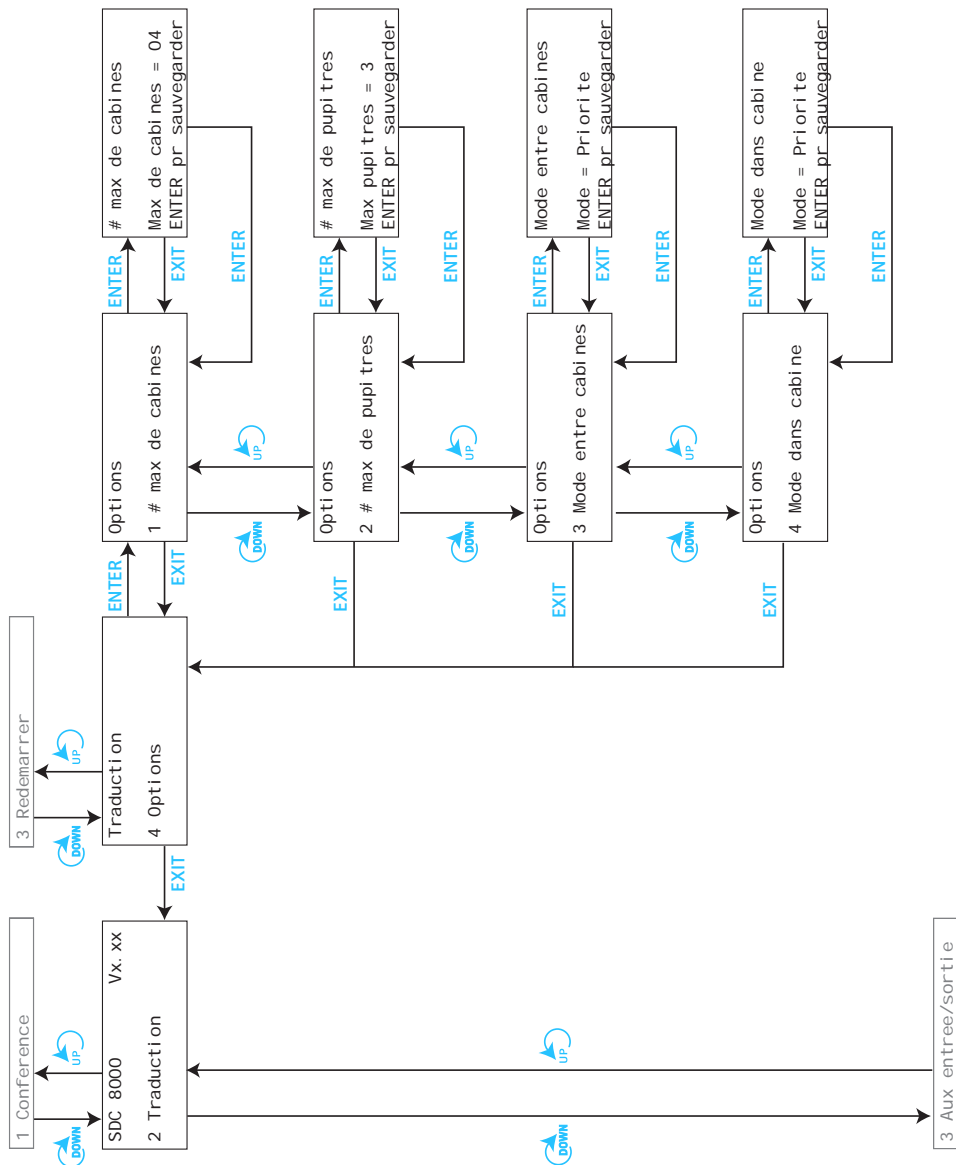 1 Conference
DOWN
UP
SDC 8000 Vx.xx
2 Traduction
DOWN
UP
3 Aux entree/sortie
EXIT
3 Redemarrer
DOWN
UP
Traduction
4 Options
ENTER
EXIT
EXIT
EXIT
EXIT
Options
1 # max de cabines
DOWN
UP
Options
2 # max de pupitres
DOWN
UP
Options
3 Mode entre cabines
DOWN
UP
Options
4 Mode dans cabine
ENTER
EXIT
ENTER
# max de cabines
Max de cabines = 04
ENTER pr sauvegarder
ENTER
EXIT
ENTER
# max de pupitres
Max pupitres = 3
ENTER pr sauvegarder
ENTER
EXIT
ENTER
Mode entre cabines
Mode = Priorite
ENTER pr sauvegarder
ENTER
EXIT
ENTER
Mode dans cabine
Mode = Priorite
ENTER pr sauvegarder